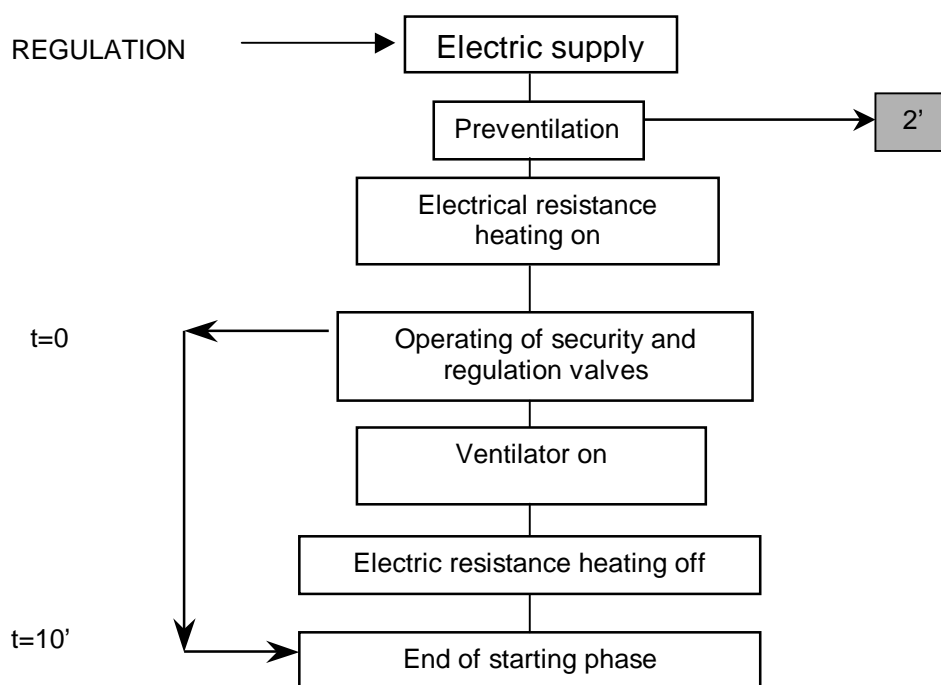 REGULATION
Electric supply
Preventilation
2’
Electrical resistance
heating on
t=0
Operating of security and
regulation valves
Ventilator on
Electric resistance heating off
t=10’
End of starting phase